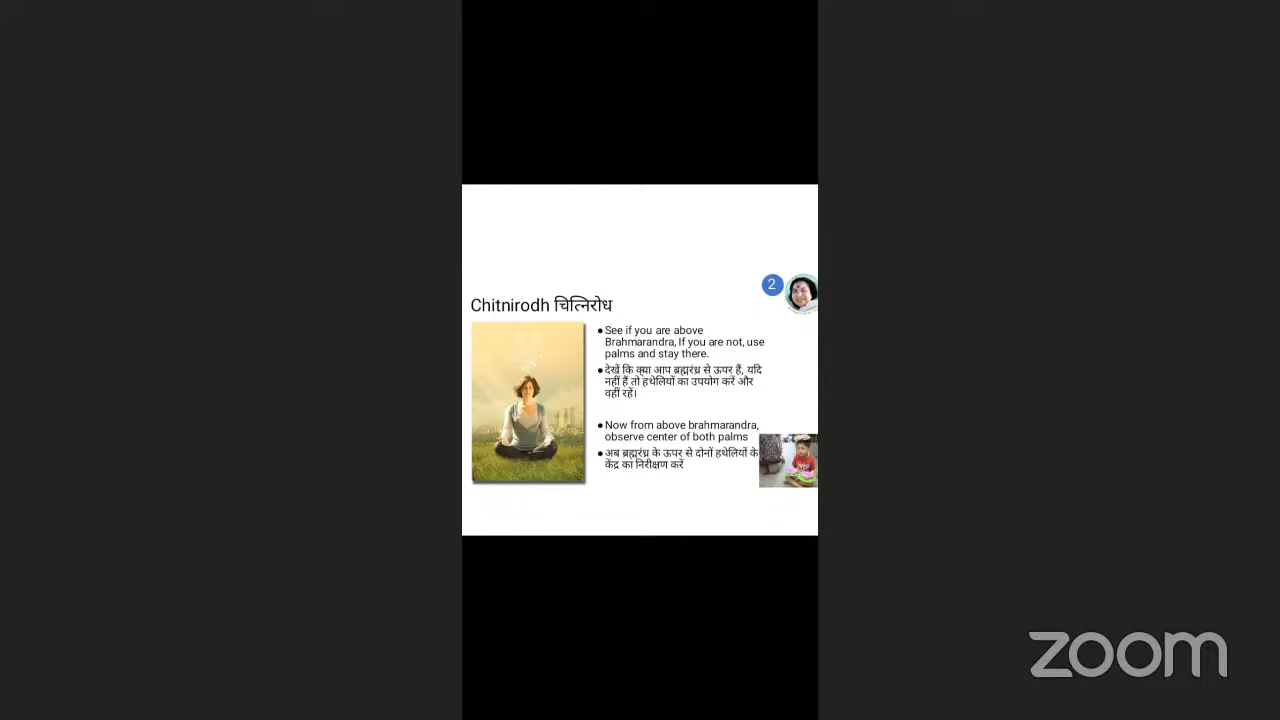 2
Chitnirodh चित्निरोध
●See if you are above
Brahmarandra, If you are not, use
palms and stay there.
●देखें कि क्या आप ब्रह्मरंध्र से ऊपर हैं, यदि
नहीं हैं तो हथेलियों का उपयोग करें और
वहीं रहें।
●Now from above brahmarandra,
observe center of both palms
●अब ब्रह्मरंध्र के ऊपर से दोनों हथेलियों के
केंद्र का निरीक्षण करें
zoom